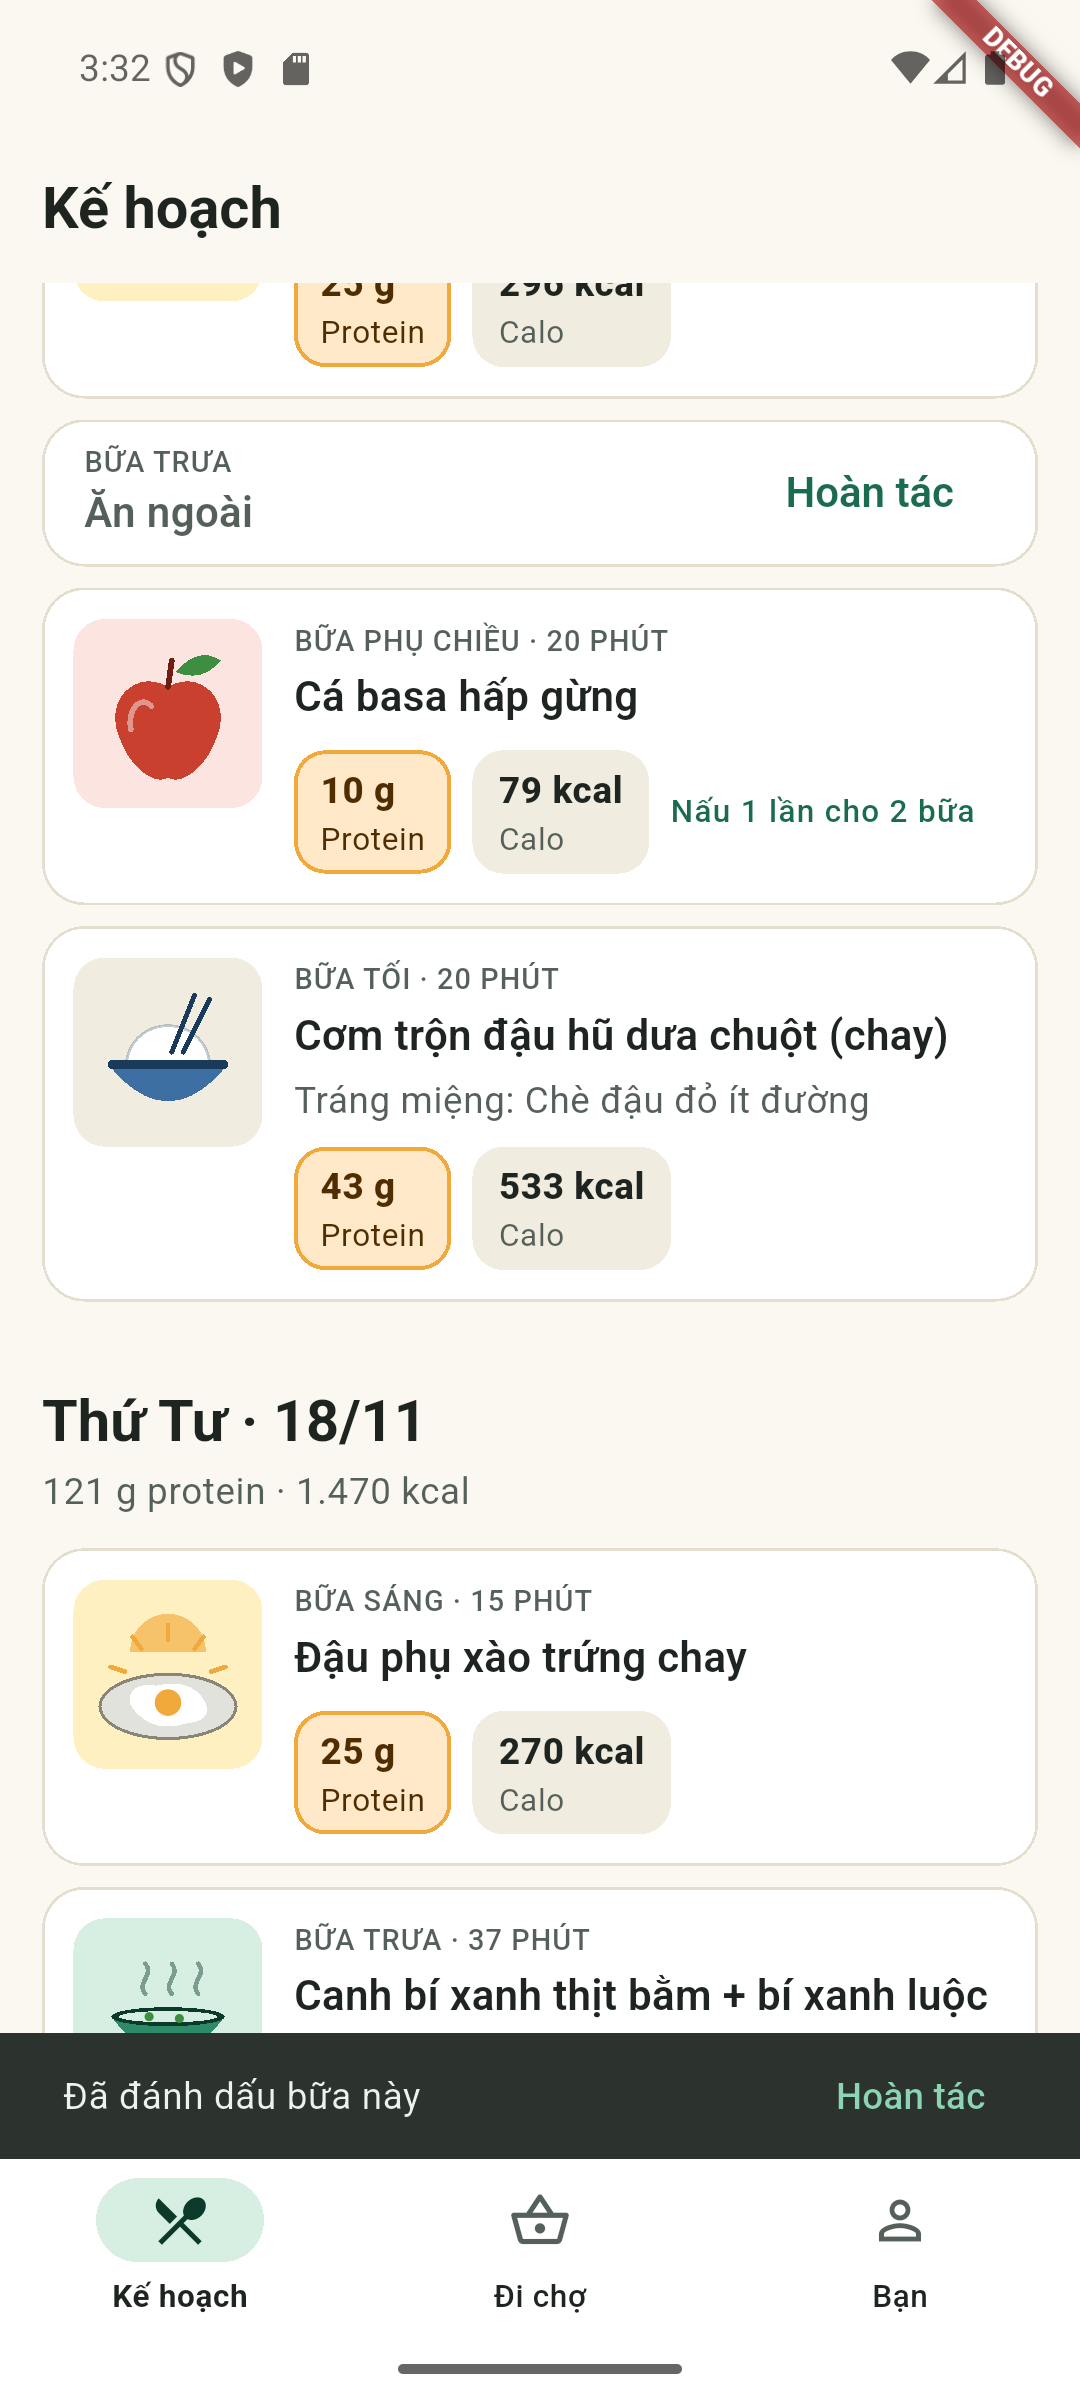 3:32
DEBUG
Kế hoạch
25 g
Protein
296 kcal
Calo
BỮA TRƯA
Ăn ngoài
Hoàn tác
BỮA PHỤ CHIỀU · 20 PHÚT
Cá basa hấp gừng
10 g
Protein
79 kcal
Calo
Nấu 1 lần cho 2 bữa
BỮA TỐI · 20 PHÚT
Cơm trộn đậu hũ dưa chuột (chay)
Tráng miệng: Chè đậu đỏ ít đường
43 g
Protein
533 kcal
Calo
Thứ Tư · 18/11
121 g protein · 1.470 kcal
BỮA SÁNG · 15 PHÚT
Đậu phụ xào trứng chay
25 g
Protein
270 kcal
Calo
BỮA TRƯA · 37 PHÚT
Canh bí xanh thịt bằm + bí xanh luộc
Đã đánh dấu bữa này
Hoàn tác
Kế hoạch
Đi chợ
Bạn